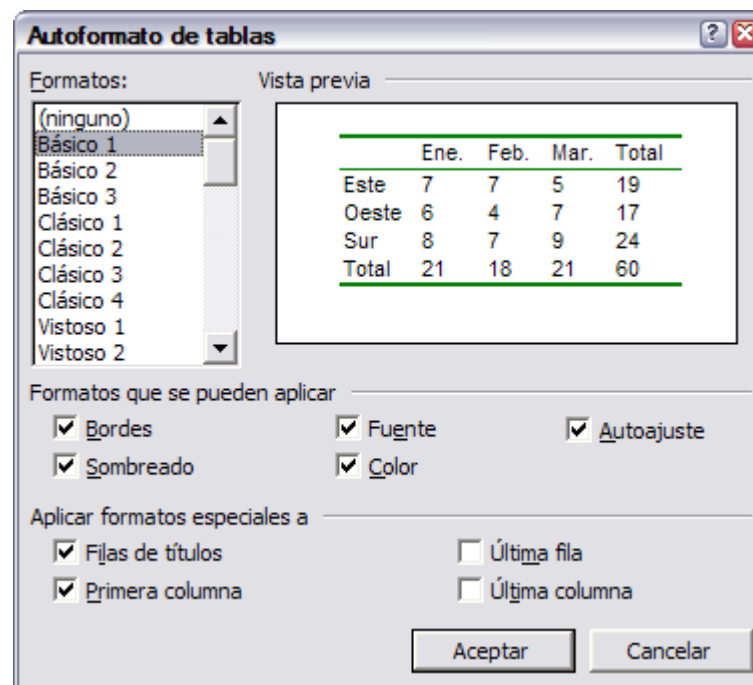 Autoformato de tablas
Formatos:
(ninguno)
Básico 1
Básico 2
Básico 3
Clásico 1
Clásico 2
Clásico 3
Clásico 4
Vistoso 1
Vistoso 2
Vista previa
Ene. Feb. Mar. Total
Este 7 7 5 19
Oeste 6 4 7 17
Sur 8 7 9 24
Total 21 18 21 60
Formatos que se pueden aplicar
Bordes Fuente Autoajuste
Sombreado Color
Aplicar formatos especiales a
Filas de títulos Última fila
Primera columna Última columna
Aceptar Cancelar